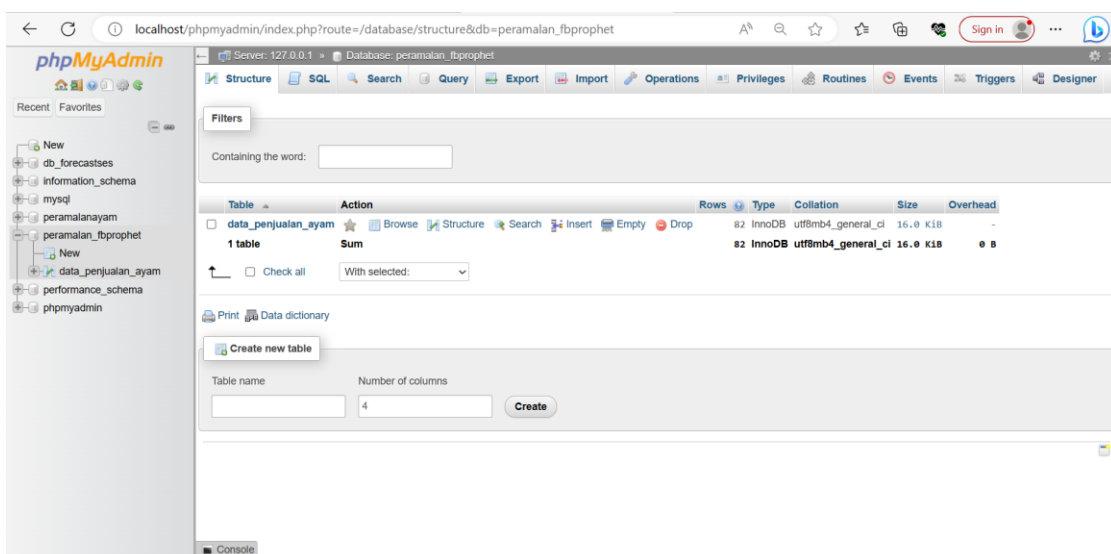 localhost/phpmyadmin/index.php?route=/database/structure&db=peramalan_fbprophet
Sign in
phpMyAdmin
Recent Favorites
New
db_forecastses
information_schema
mysql
peramalanayam
peramalan_fbprophet
New
data_penjualan_ayam
performance_schema
phpmyadmin
Server: 127.0.0.1 » Database: peramalan_fbprophet
Structure SQL Search Query Export Import Operations Privileges Routines Events Triggers Designer
Filters
Containing the word:
Table Action Rows Type Collation Size Overhead
data_penjualan_ayam Browse Structure Search Insert Empty Drop 82 InnoDB utf8mb4_general_ci 16.0 KiB -
1 table Sum 82 InnoDB utf8mb4_general_ci 16.0 KiB 0 B
Check all With selected:
Print Data dictionary
Create new table
Table name Number of columns
4 Create
Console